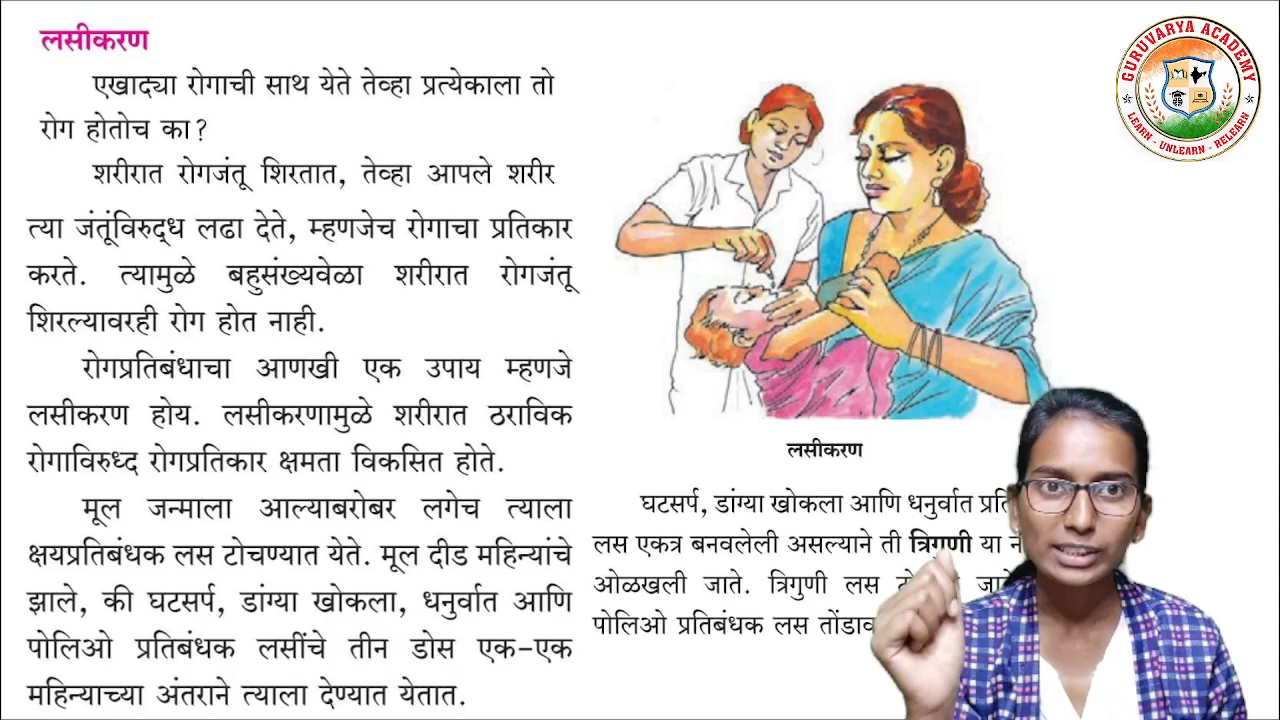 लसीकरण
एखाद्या रोगाची साथ येते तेव्हा प्रत्येकाला तो
रोग होतोच का?
शरीरात रोगजंतू शिरतात, तेव्हा आपले शरीर
त्या जंतूंविरुद्ध लढा देते, म्हणजेच रोगाचा प्रतिकार
करते. त्यामुळे बहुसंख्यवेळा शरीरात रोगजंतू
शिरल्यावरही रोग होत नाही.
रोगप्रतिबंधाचा आणखी एक उपाय म्हणजे
लसीकरण होय. लसीकरणामुळे शरीरात ठराविक
रोगाविरुध्द रोगप्रतिकार क्षमता विकसित होते.
मूल जन्माला आल्याबरोबर लगेच त्याला
क्षयप्रतिबंधक लस टोचण्यात येते. मूल दीड महिन्यांचे
झाले, की घटसर्प, डांग्या खोकला, धनुर्वात आणि
पोलिओ प्रतिबंधक लसींचे तीन डोस एक-एक
महिन्याच्या अंतराने त्याला देण्यात येतात.
लसीकरण
घटसर्प, डांग्या खोकला आणि धनुर्वात
लस एकत्र बनवलेली असल्याने ती त्रिगुणी या
ओळखली जाते. त्रिगुणी लस
पोलिओ प्रतिबंधक लस
GURUVARYA ACADEMY
LEARN - UNLEARN - RELEARN